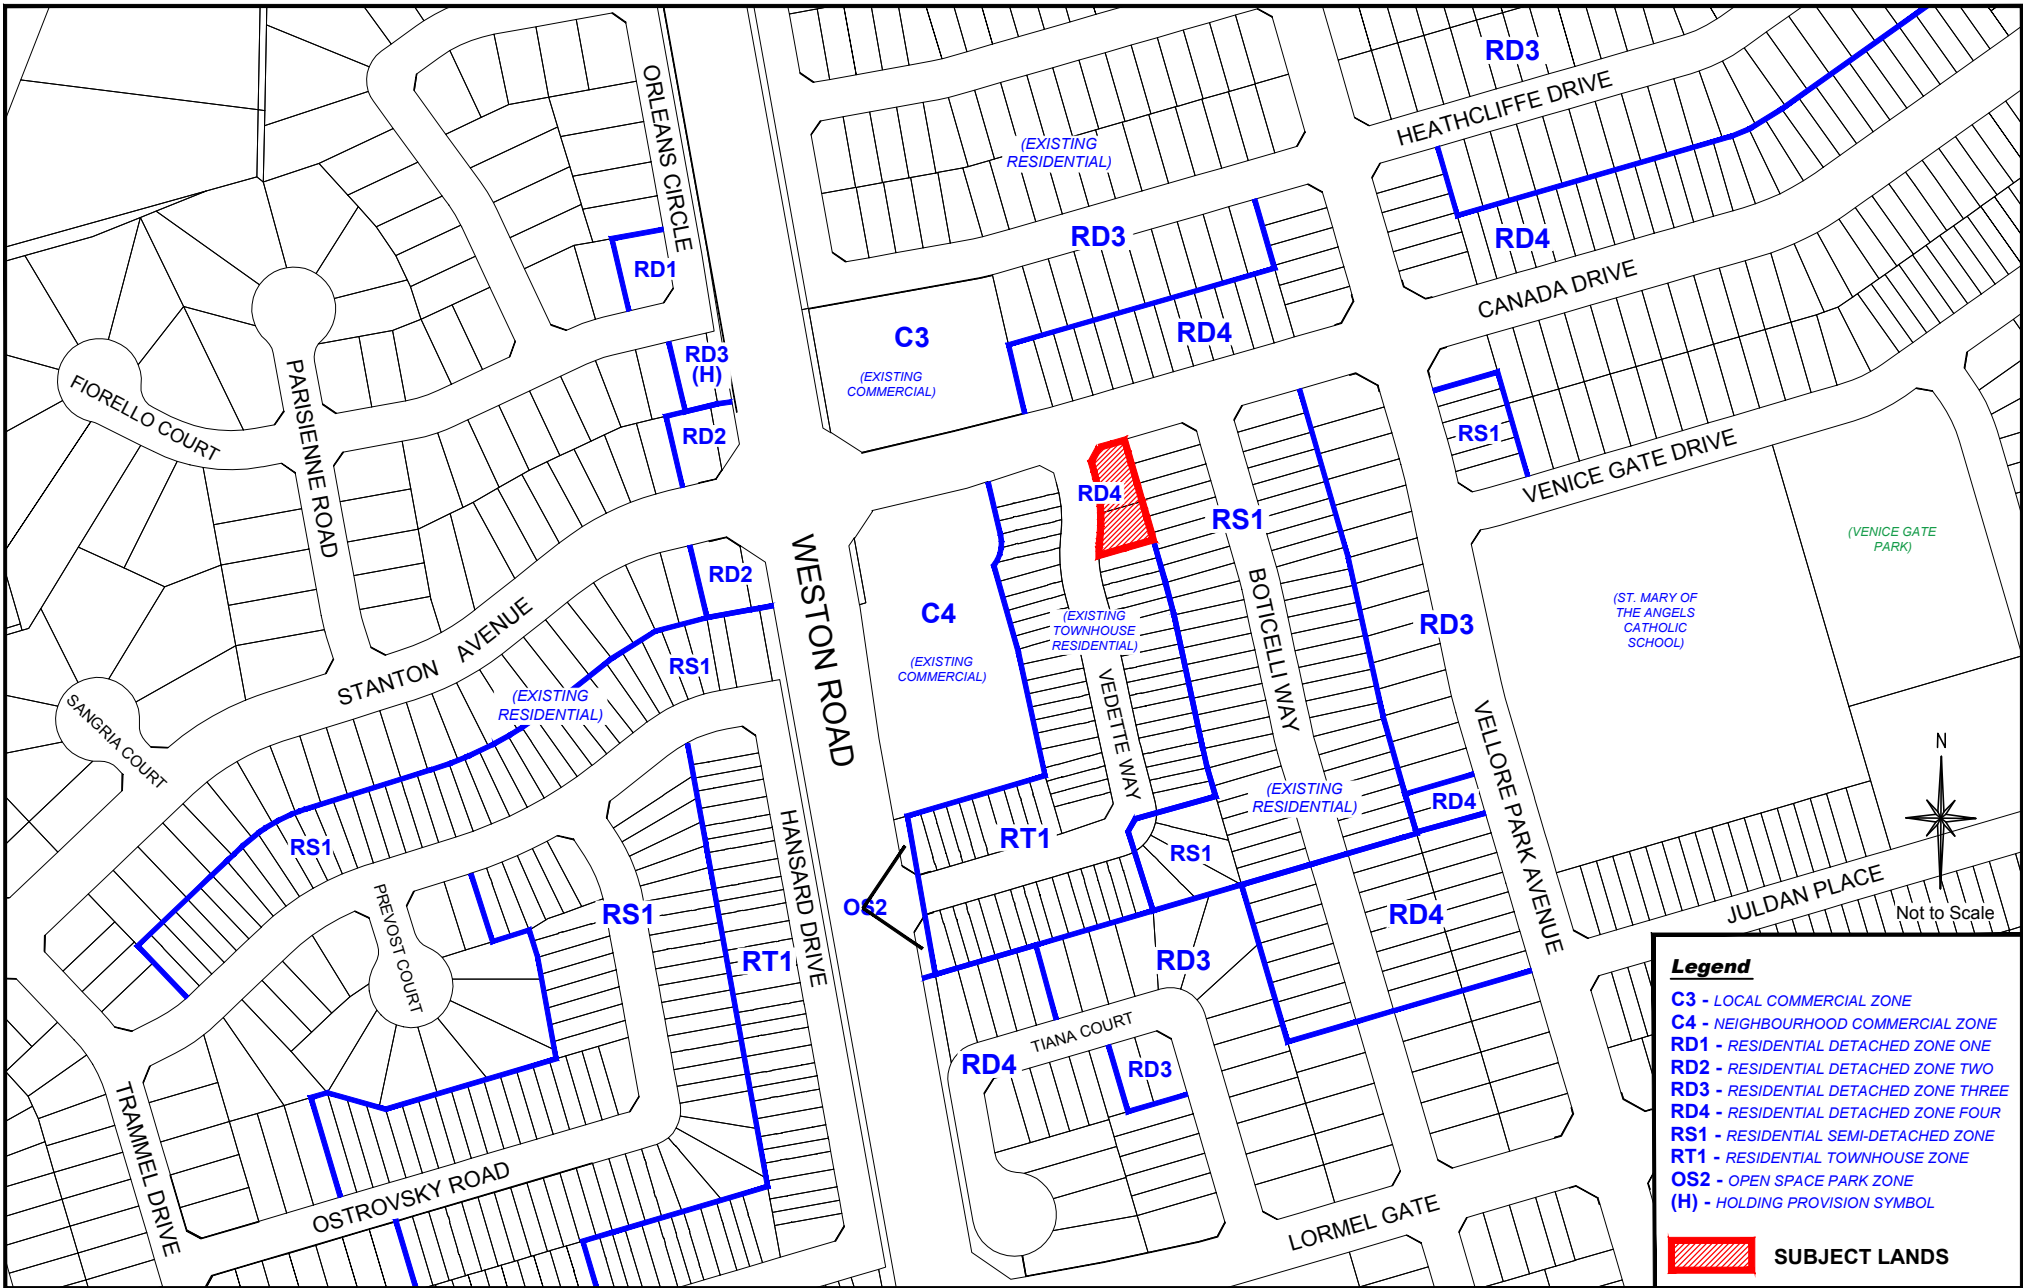 RD3
HEATHCLIFFE DRIVE
ORLEANS CIRCLE
(EXISTING
RESIDENTIAL)
RD3
RD4
RD1
CANADA DRIVE
C3
(EXISTING
COMMERCIAL)
RD4
RD3
(H)
RD2
FIORELLO COURT
PARISIENNE ROAD
RS1
VENICE GATE DRIVE
RD4
RS1
(VENICE GATE
PARK)
WESTON ROAD
RD2
C4
(EXISTING
COMMERCIAL)
(EXISTING
TOWNHOUSE
RESIDENTIAL)
BOTICELLI WAY
RD3
(ST. MARY OF
THE ANGELS
CATHOLIC
SCHOOL)
STANTON AVENUE
RS1
(EXISTING
RESIDENTIAL)
SANGRIA COURT
VEDETTE WAY
VELLORE PARK AVENUE
N
(EXISTING
RESIDENTIAL)
RD4
HANSARD DRIVE
RT1
RS1
RS1
PREVOST COURT
RS1
OS2
RD4
JULDAN PLACE
Not to Scale
RT1
RD3
TIANA COURT
RD4
RD3
TRAMMEL DRIVE
OSTROVSKY ROAD
LORMEL GATE
Legend
C3 - LOCAL COMMERCIAL ZONE
C4 - NEIGHBOURHOOD COMMERCIAL ZONE
RD1 - RESIDENTIAL DETACHED ZONE ONE
RD2 - RESIDENTIAL DETACHED ZONE TWO
RD3 - RESIDENTIAL DETACHED ZONE THREE
RD4 - RESIDENTIAL DETACHED ZONE FOUR
RS1 - RESIDENTIAL SEMI-DETACHED ZONE
RT1 - RESIDENTIAL TOWNHOUSE ZONE
OS2 - OPEN SPACE PARK ZONE
(H) - HOLDING PROVISION SYMBOL
SUBJECT LANDS